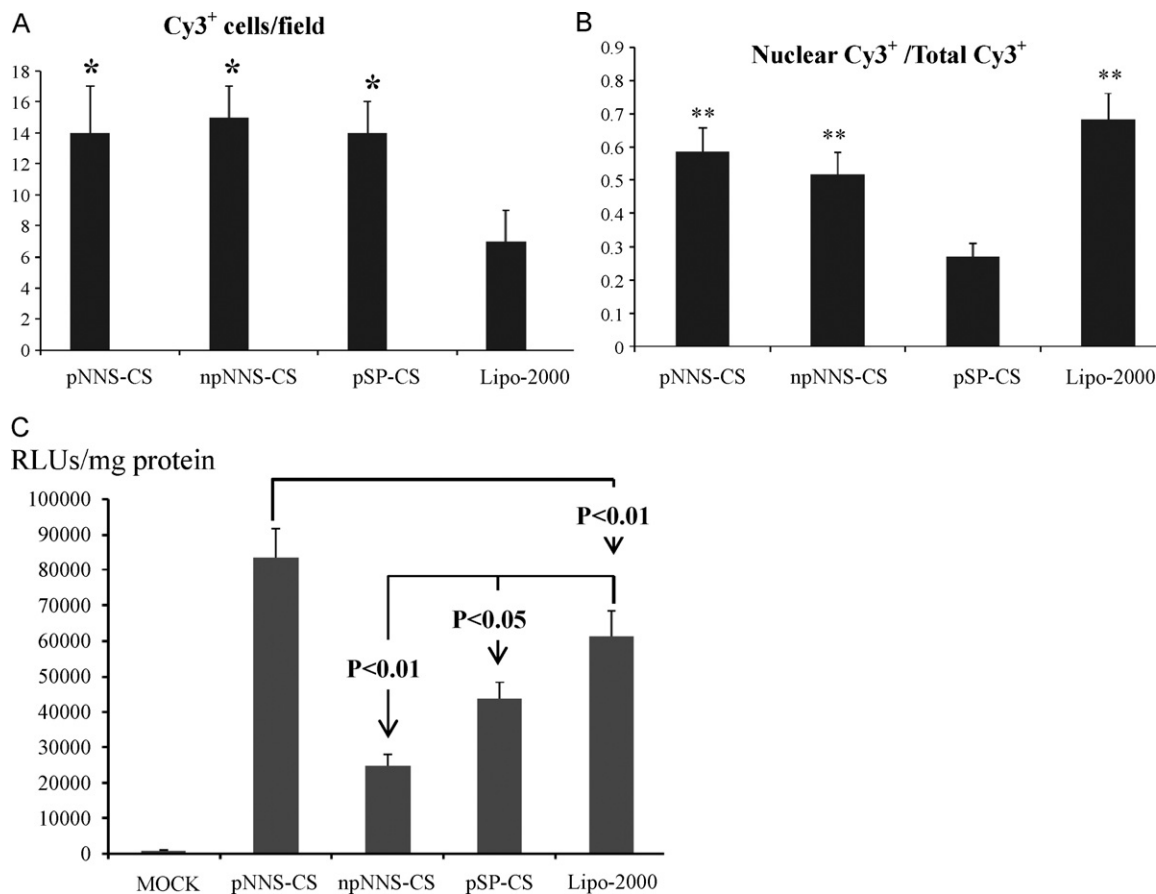 A
Cy3⁺ cells/field
* * *
18
16
14
12
10
8
6
4
2
0
pNNS-CS npNNS-CS pSP-CS Lipo-2000
B
Nuclear Cy3⁺ /Total Cy3⁺
** ** **
0.9
0.8
0.7
0.6
0.5
0.4
0.3
0.2
0.1
0
pNNS-CS npNNS-CS pSP-CS Lipo-2000
C
RLUs/mg protein
100000
90000
80000
70000
60000
50000
40000
30000
20000
10000
0
P<0.01
P<0.05
P<0.01
MOCK pNNS-CS npNNS-CS pSP-CS Lipo-2000